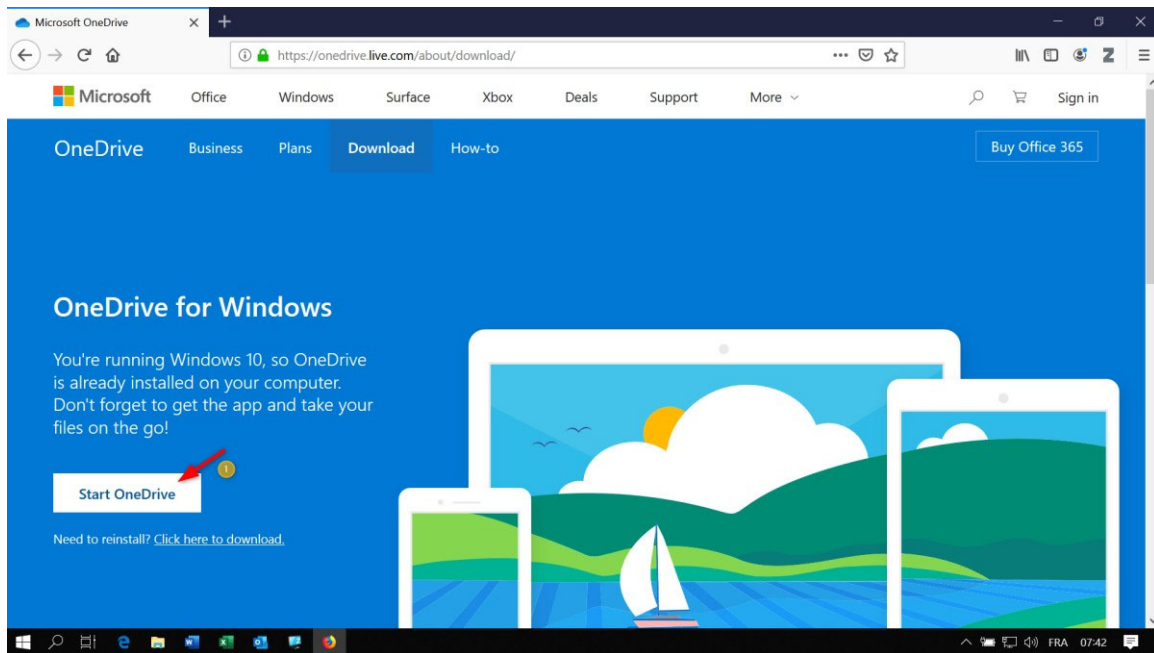 Microsoft OneDrive
https://onedrive.live.com/about/download/
Microsoft Office Windows Surface Xbox Deals Support More Sign in
OneDrive Business Plans Download How-to Buy Office 365
OneDrive for Windows
You're running Windows 10, so OneDrive
is already installed on your computer.
Don't forget to get the app and take your
files on the go!
1
Start OneDrive
Need to reinstall? Click here to download.
FRA 07:42